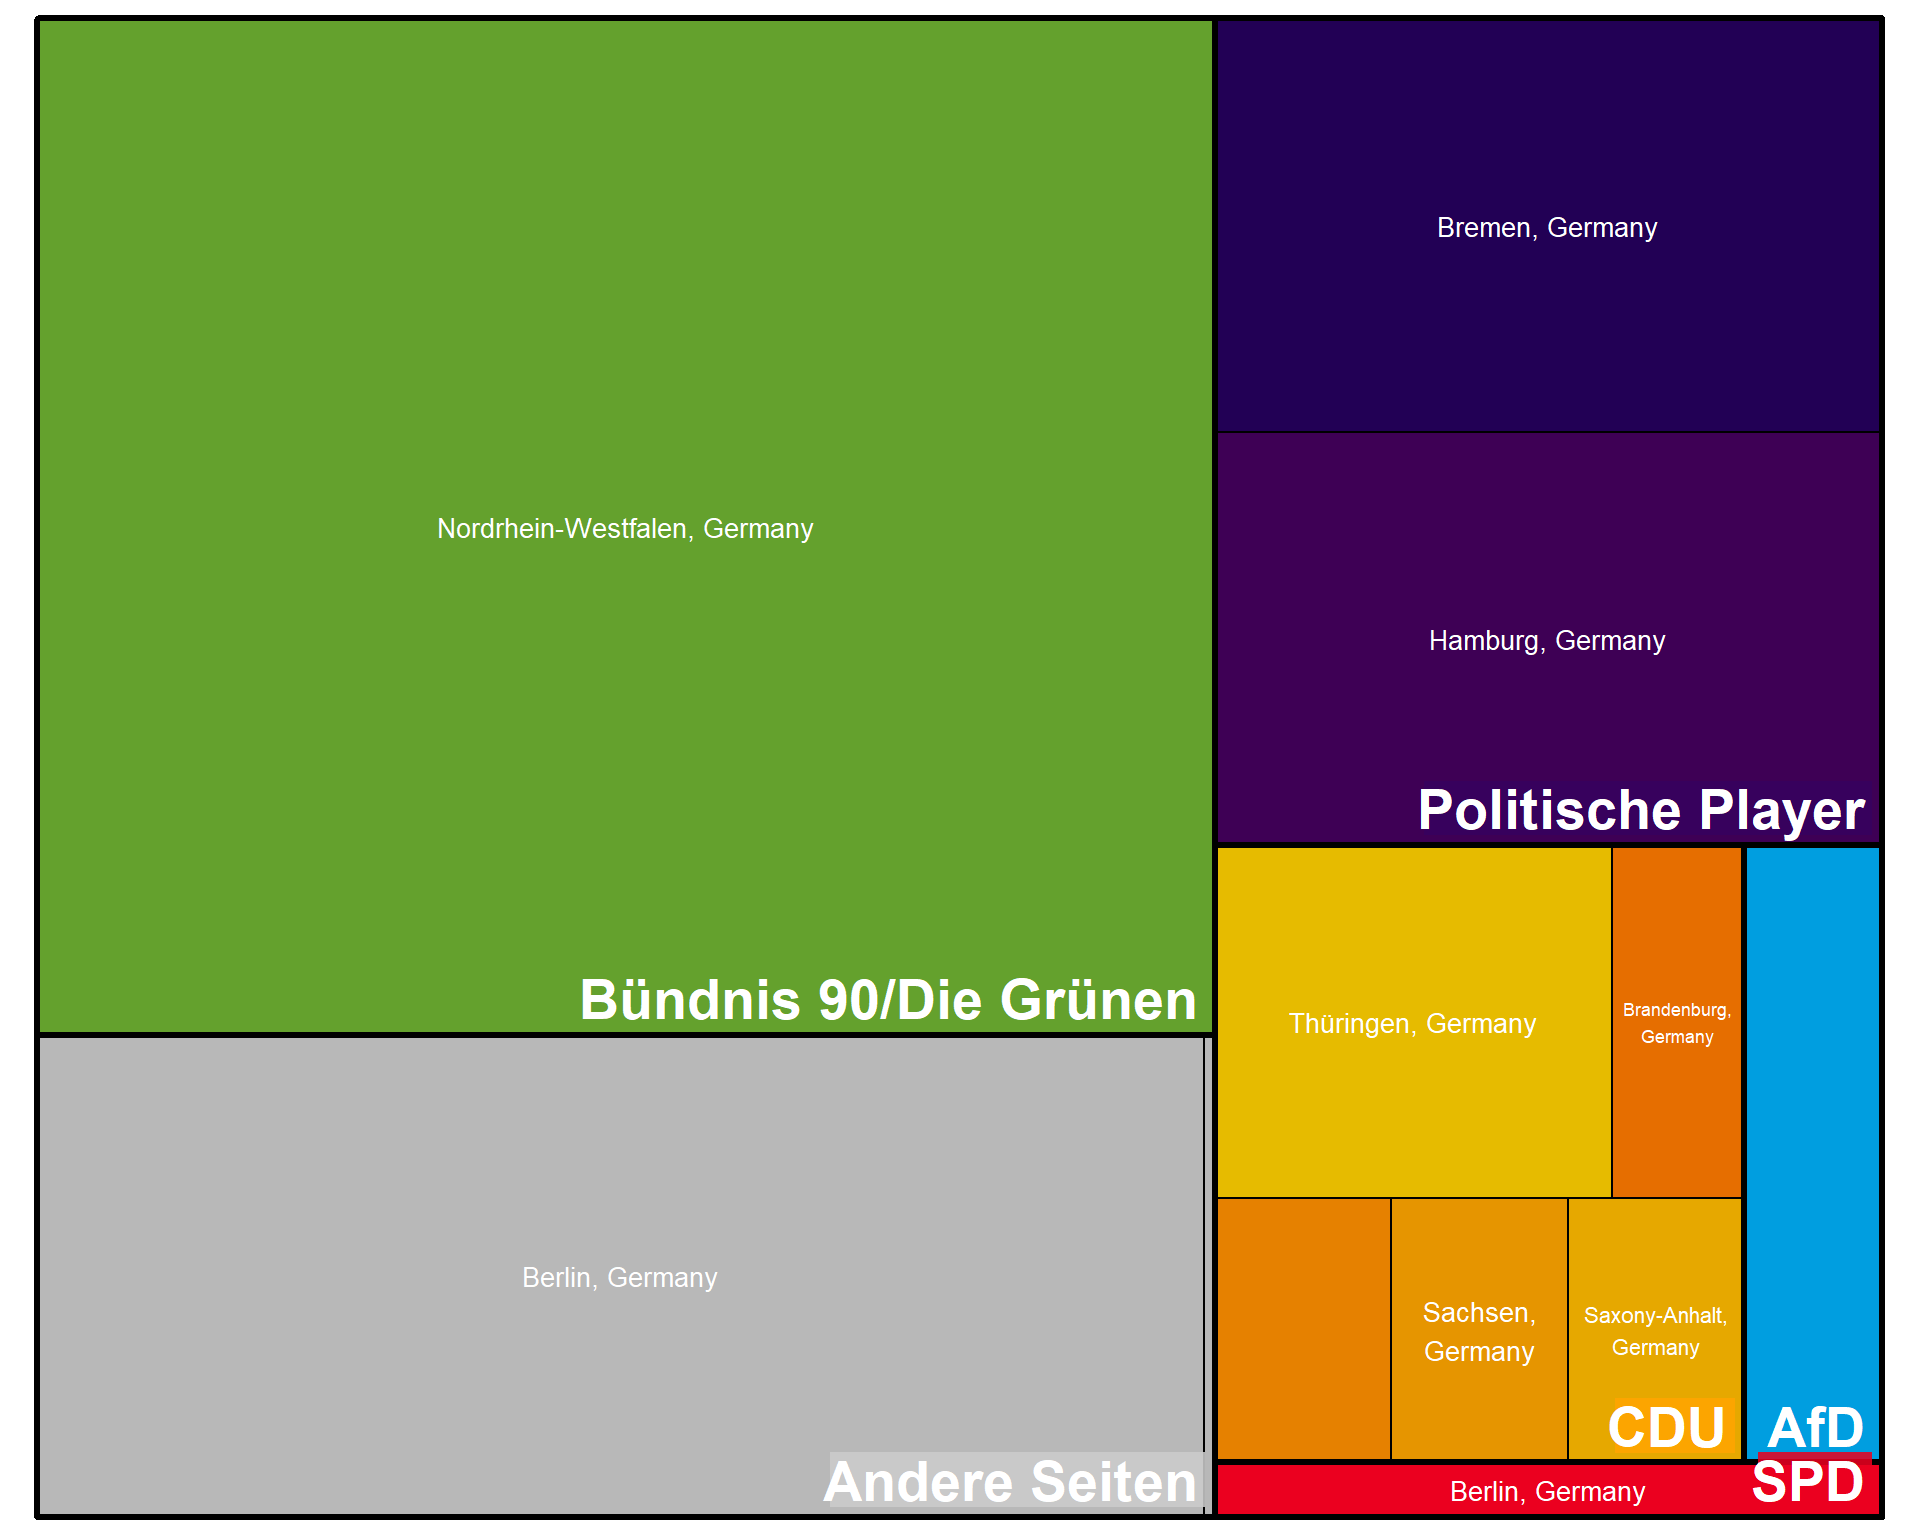 Bremen, Germany
Nordrhein-Westfalen, Germany
Hamburg, Germany
Politische Player
Bündnis 90/Die Grünen
Thüringen, Germany
Brandenburg,
Germany
Berlin, Germany
Sachsen,
Germany
Saxony-Anhalt,
Germany
CDU
AfD
Andere Seiten
Berlin, Germany
SPD